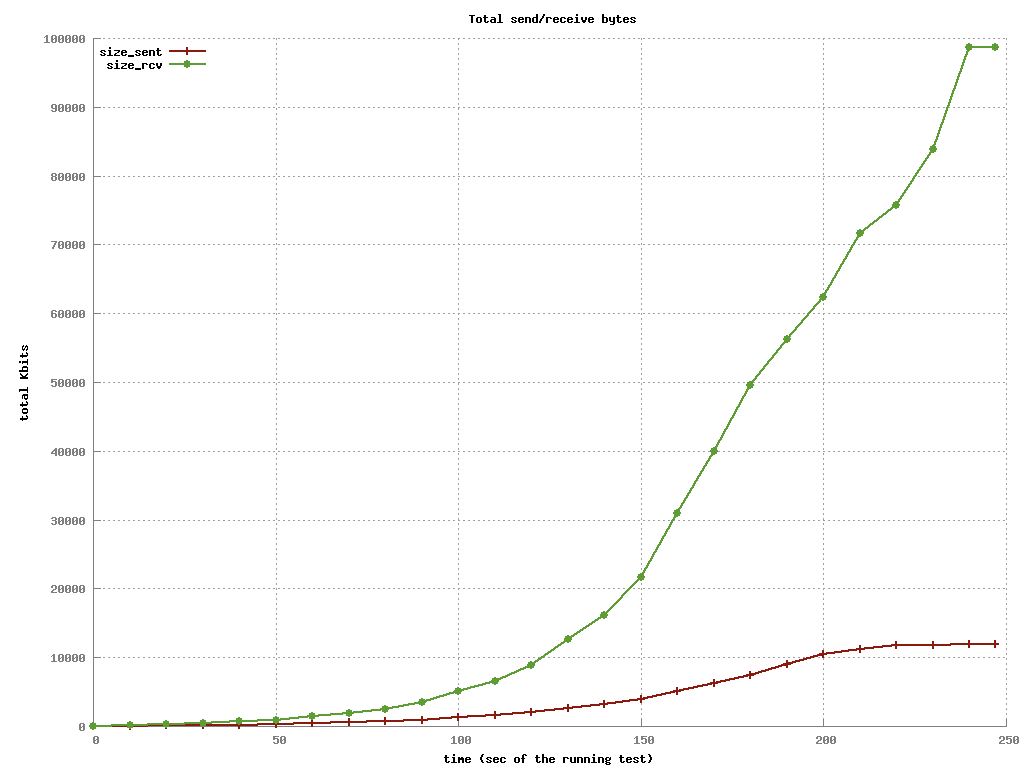 Total send/receive bytes
size_sent
size_rcv
100000
90000
80000
70000
60000
50000
40000
30000
20000
10000
0
total Kbits
0 50 100 150 200 250
time (sec of the running test)